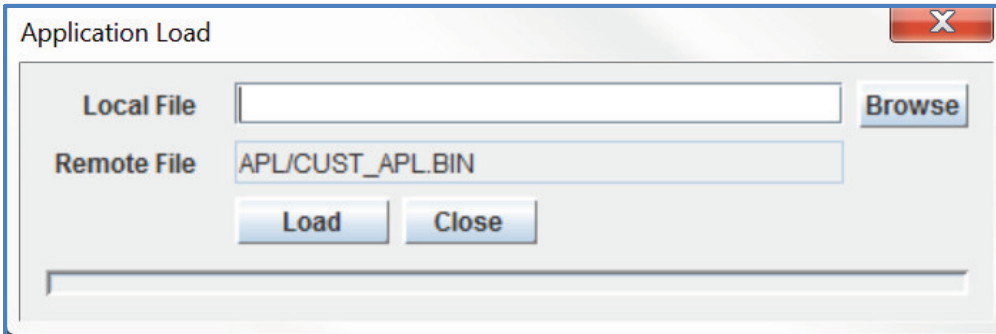 Application Load
Local File Browse
Remote File APL/CUST_APL.BIN
Load Close